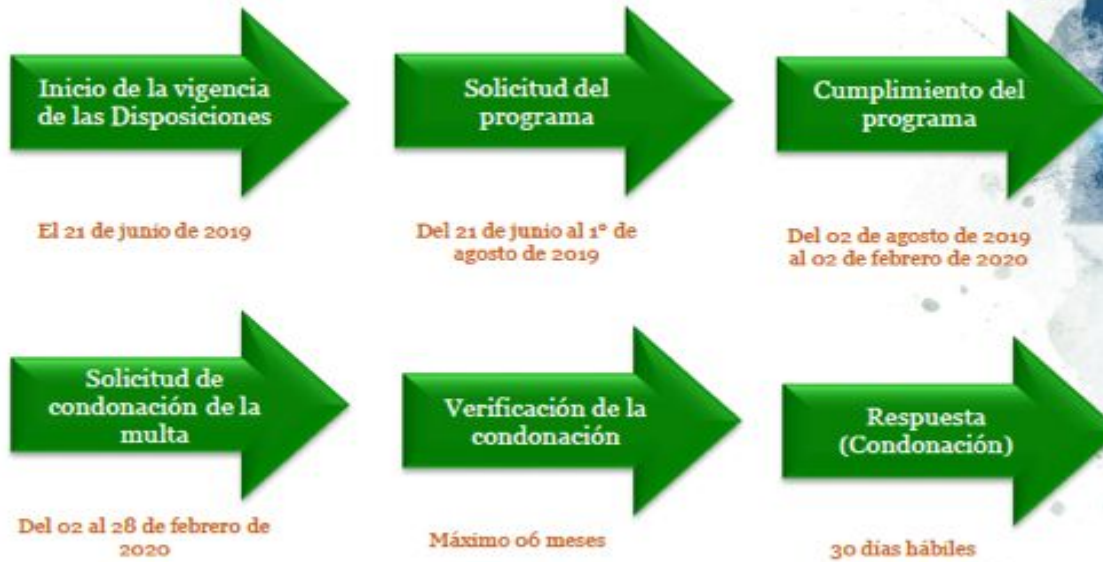 Inicio de la vigencia
de las Disposiciones
El 21 de junio de 2019
Solicitud del
programa
Del 21 de junio al 1° de
agosto de 2019
Cumplimiento del
programa
Del 02 de agosto de 2019
al 02 de febrero de 2020
Solicitud de
condonación de la
multa
Del 02 al 28 de febrero de
2020
Verificación de la
condonación
Máximo 06 meses
Respuesta
(Condonación)
30 días hábiles